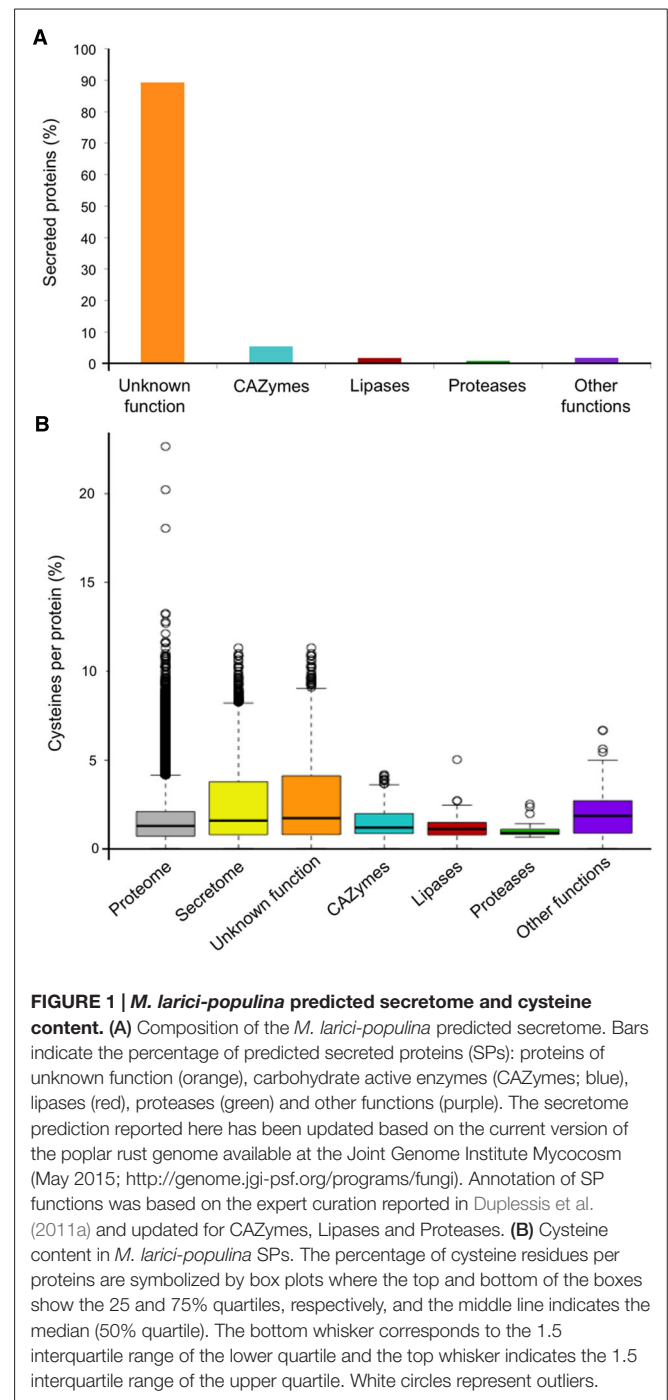 A
100
90
80
70
60
50
40
30
20
10
0
Secreted proteins (%)
Unknown function
CAZymes
Lipases
Proteases
Other functions
B
20
15
10
5
0
Cysteines per protein (%)
Proteome
Secretome
Unknown function
CAZymes
Lipases
Proteases
Other functions
FIGURE 1 | M. larici-populina predicted secretome and cysteine
content. (A) Composition of the M. larici-populina predicted secretome. Bars
indicate the percentage of predicted secreted proteins (SPs): proteins of
unknown function (orange), carbohydrate active enzymes (CAZymes; blue),
lipases (red), proteases (green) and other functions (purple). The secretome
prediction reported here has been updated based on the current version of
the poplar rust genome available at the Joint Genome Institute Mycocosm
(May 2015; http://genome.jgi-psf.org/programs/fungi). Annotation of SP
functions was based on the expert curation reported in Duplessis et al.
(2011a) and updated for CAZymes, Lipases and Proteases. (B) Cysteine
content in M. larici-populina SPs. The percentage of cysteine residues per
proteins are symbolized by box plots where the top and bottom of the boxes
show the 25 and 75% quartiles, respectively, and the middle line indicates the
median (50% quartile). The bottom whisker corresponds to the 1.5
interquartile range of the lower quartile and the top whisker indicates the 1.5
interquartile range of the upper quartile. White circles represent outliers.